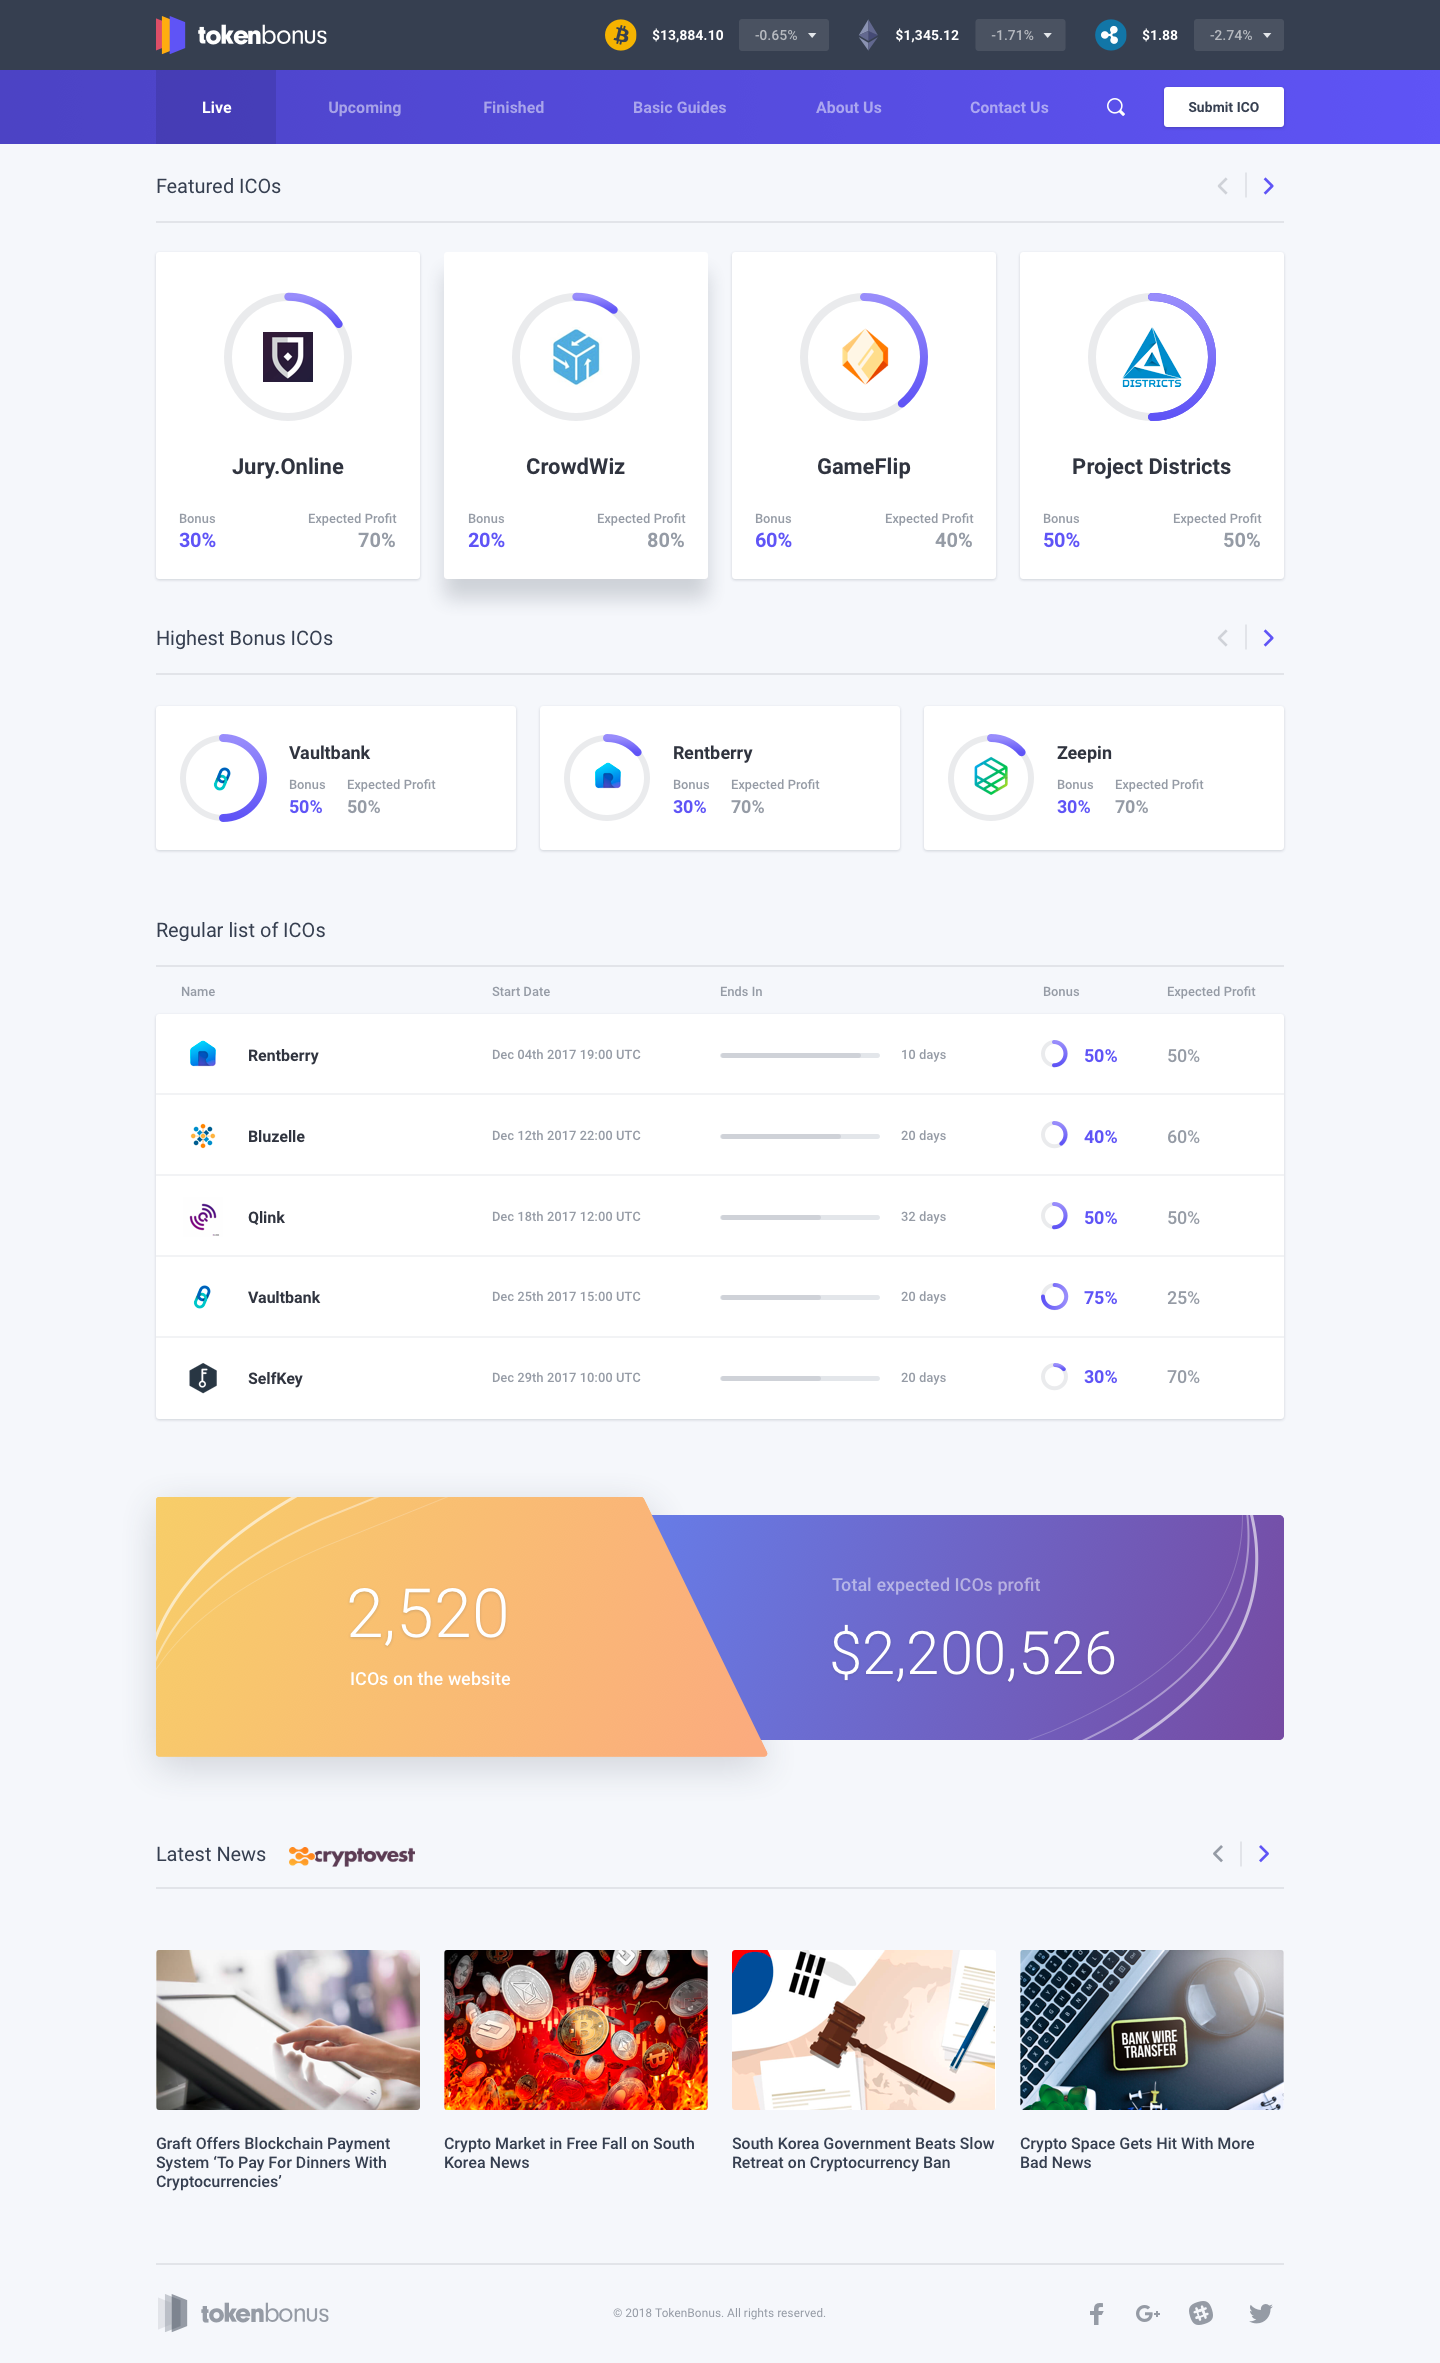 tokenbonus $13,884.10 -0.65% $1,345.12 -1.71% $1.88 -2.74%
Live Upcoming Finished Basic Guides About Us Contact Us Submit ICO
Featured ICOs
DISTRICTS
Jury.Online CrowdWiz GameFlip Project Districts
Bonus Expected Profit Bonus Expected Profit Bonus Expected Profit Bonus Expected Profit
30% 70% 20% 80% 60% 40% 50% 50%
Highest Bonus ICOs
Vaultbank Rentberry Zeepin
Bonus Expected Profit Bonus Expected Profit Bonus Expected Profit
50% 50% 30% 70% 30% 70%
Regular list of ICOs
Name Start Date Ends In Bonus Expected Profit
Rentberry Dec 04th 2017 19:00 UTC 10 days 50% 50%
Bluzelle Dec 12th 2017 22:00 UTC 20 days 40% 60%
Qlink Dec 18th 2017 12:00 UTC 32 days 50% 50%
Vaultbank Dec 25th 2017 15:00 UTC 20 days 75% 25%
SelfKey Dec 29th 2017 10:00 UTC 20 days 30% 70%
2,520
ICOs on the website
Total expected ICOs profit
$2,200,526
Latest News cryptovest
BANK WIRE
TRANSFER
Graft Offers Blockchain Payment
System ‘To Pay For Dinners With
Cryptocurrencies’
Crypto Market in Free Fall on South
Korea News
South Korea Government Beats Slow
Retreat on Cryptocurrency Ban
Crypto Space Gets Hit With More
Bad News
tokenbonus © 2018 TokenBonus. All rights reserved.